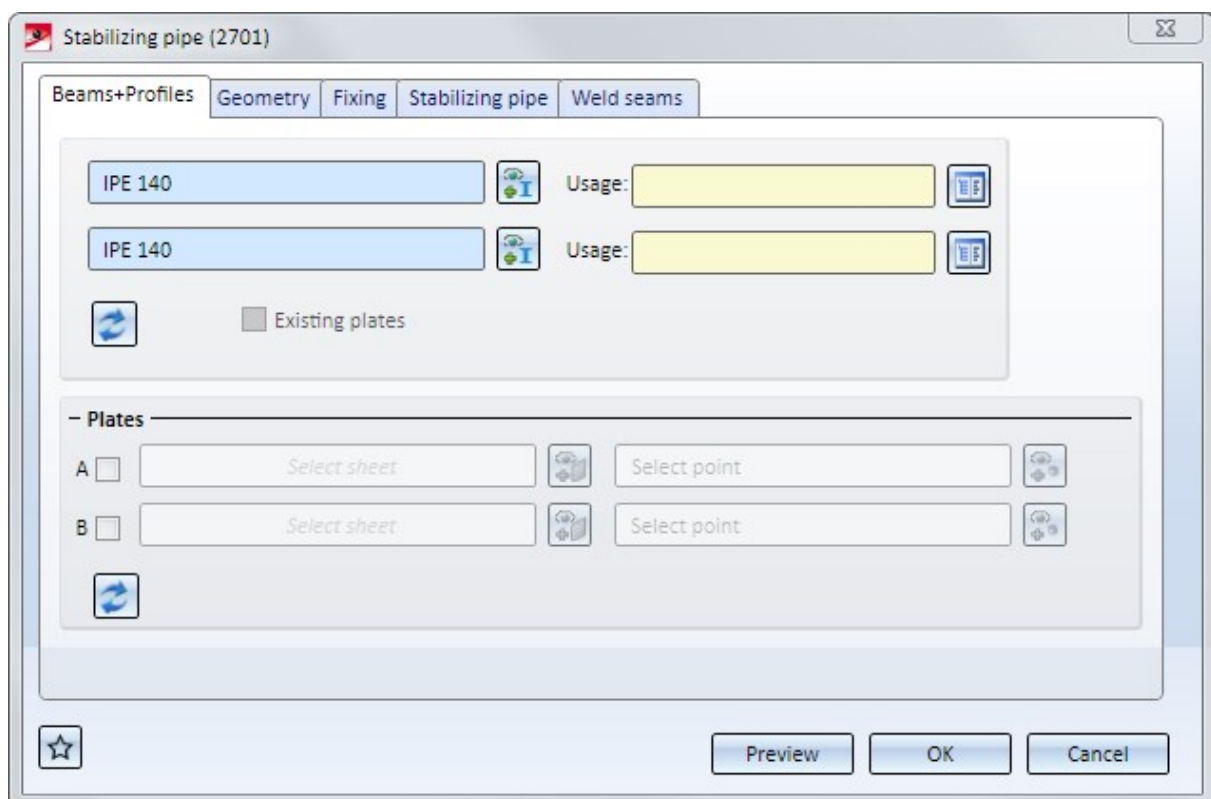 Stabilizing pipe (2701)
Beams+Profiles Geometry Fixing Stabilizing pipe Weld seams
IPE 140 Usage:
IPE 140 Usage:
Existing plates
Plates
A Select sheet Select point
B Select sheet Select point
Preview OK Cancel